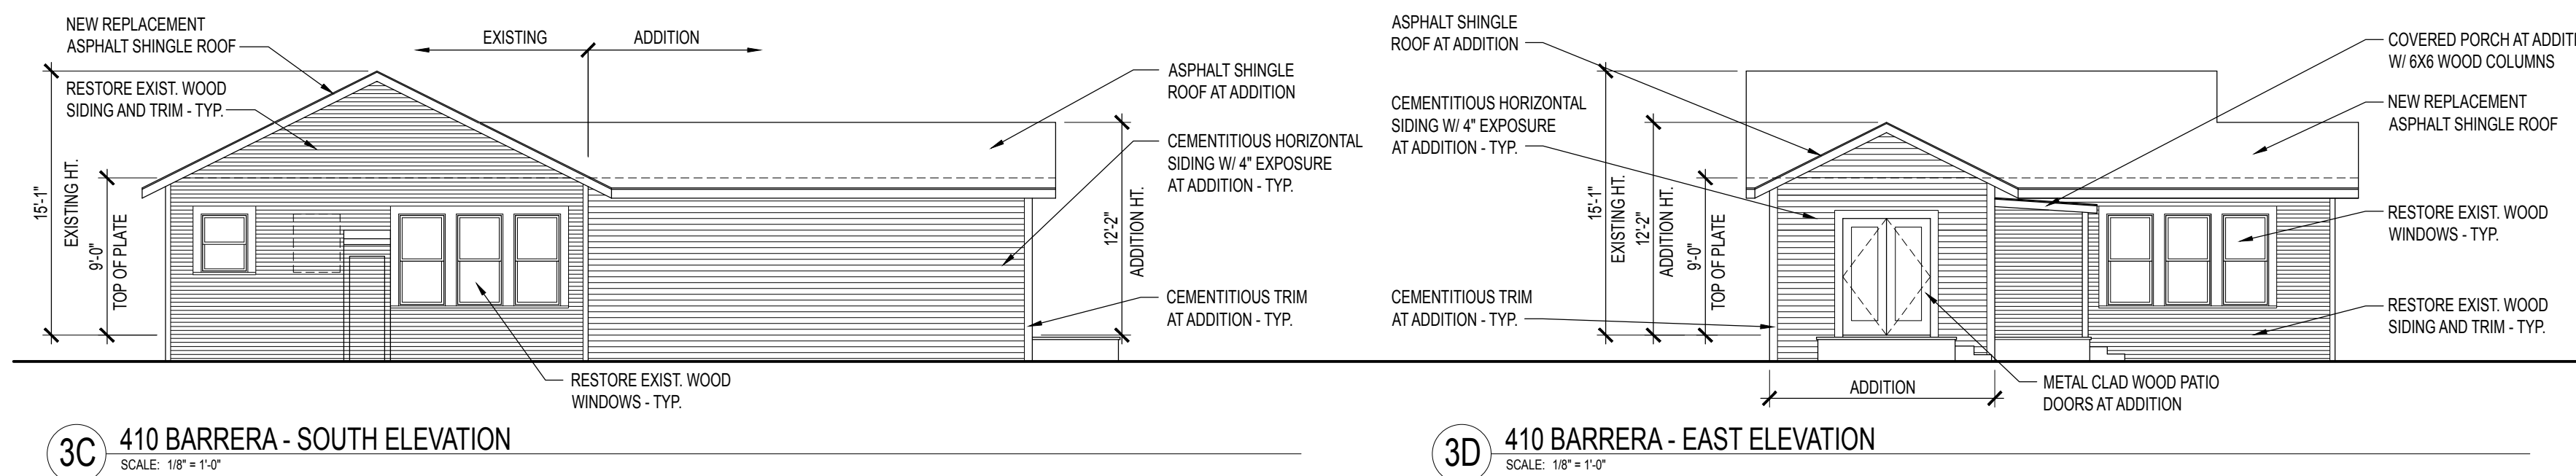 NEW REPLACEMENT
ASPHALT SHINGLE ROOF
RESTORE EXIST. WOOD
SIDING AND TRIM - TYP.
EXISTING
ADDITION
ASPHALT SHINGLE
ROOF AT ADDITION
CEMENTITIOUS HORIZONTAL
SIDING W/ 4" EXPOSURE
AT ADDITION - TYP.
15'-1"
EXISTING HT.
9'-0"
TOP OF PLATE
12'-2"
ADDITION HT.
CEMENTITIOUS TRIM
AT ADDITION - TYP.
RESTORE EXIST. WOOD
WINDOWS - TYP.
3C
410 BARRERA - SOUTH ELEVATION
SCALE: 1/8" = 1'-0"
ASPHALT SHINGLE
ROOF AT ADDITION
CEMENTITIOUS HORIZONTAL
SIDING W/ 4" EXPOSURE
AT ADDITION - TYP.
CEMENTITIOUS TRIM
AT ADDITION - TYP.
15'-1"
EXISTING HT.
12'-2"
ADDITION HT.
9'-0"
TOP OF PLATE
COVERED PORCH AT ADDITI
W/ 6X6 WOOD COLUMNS
NEW REPLACEMENT
ASPHALT SHINGLE ROOF
RESTORE EXIST. WOOD
WINDOWS - TYP.
RESTORE EXIST. WOOD
SIDING AND TRIM - TYP.
ADDITION
METAL CLAD WOOD PATIO
DOORS AT ADDITION
3D
410 BARRERA - EAST ELEVATION
SCALE: 1/8" = 1'-0"